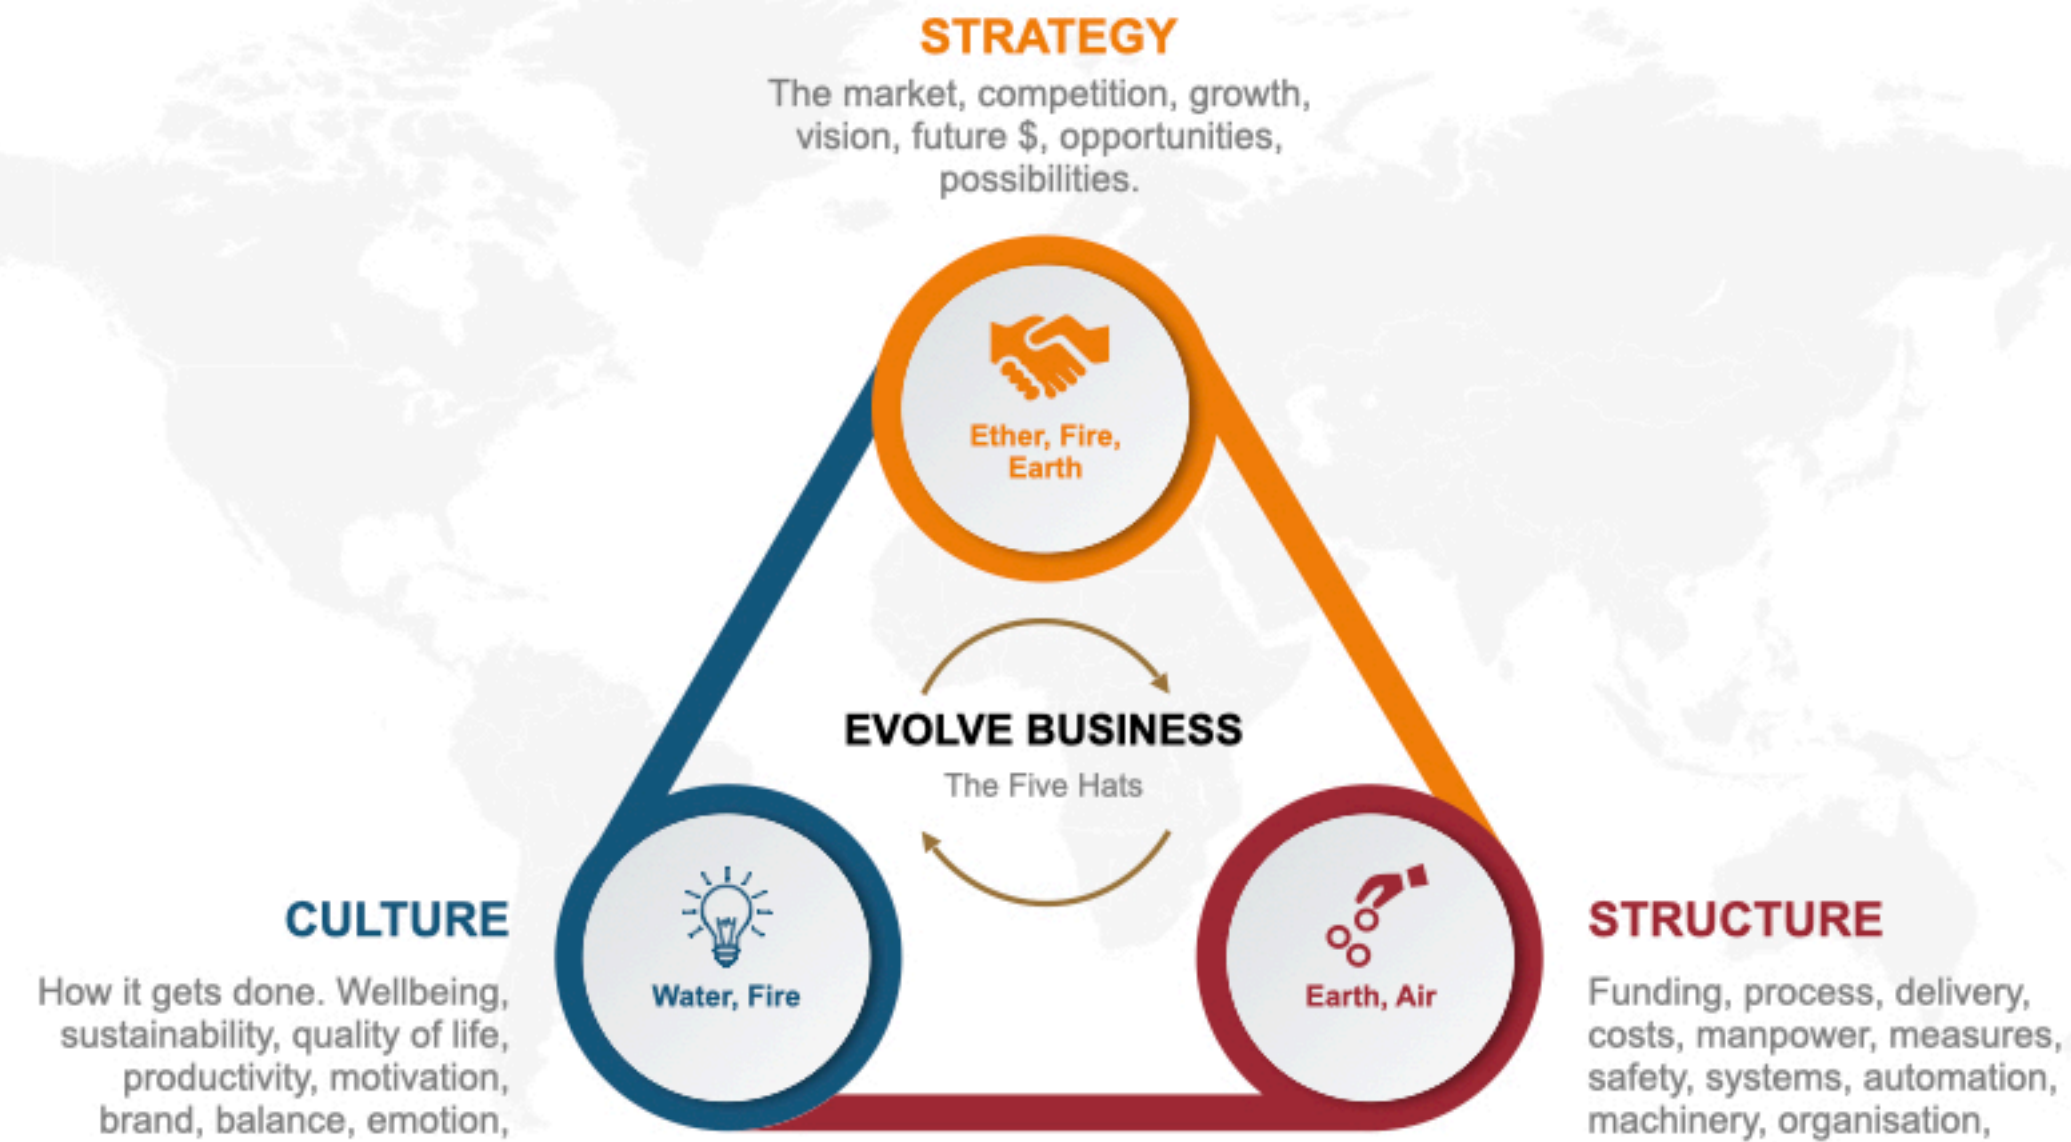 STRATEGY
The market, competition, growth,
vision, future $, opportunities,
possibilities.
Ether, Fire,
Earth
EVOLVE BUSINESS
The Five Hats
CULTURE
How it gets done. Wellbeing,
sustainability, quality of life,
productivity, motivation,
brand, balance, emotion,
Water, Fire
Earth, Air
STRUCTURE
Funding, process, delivery,
costs, manpower, measures,
safety, systems, automation,
machinery, organisation,